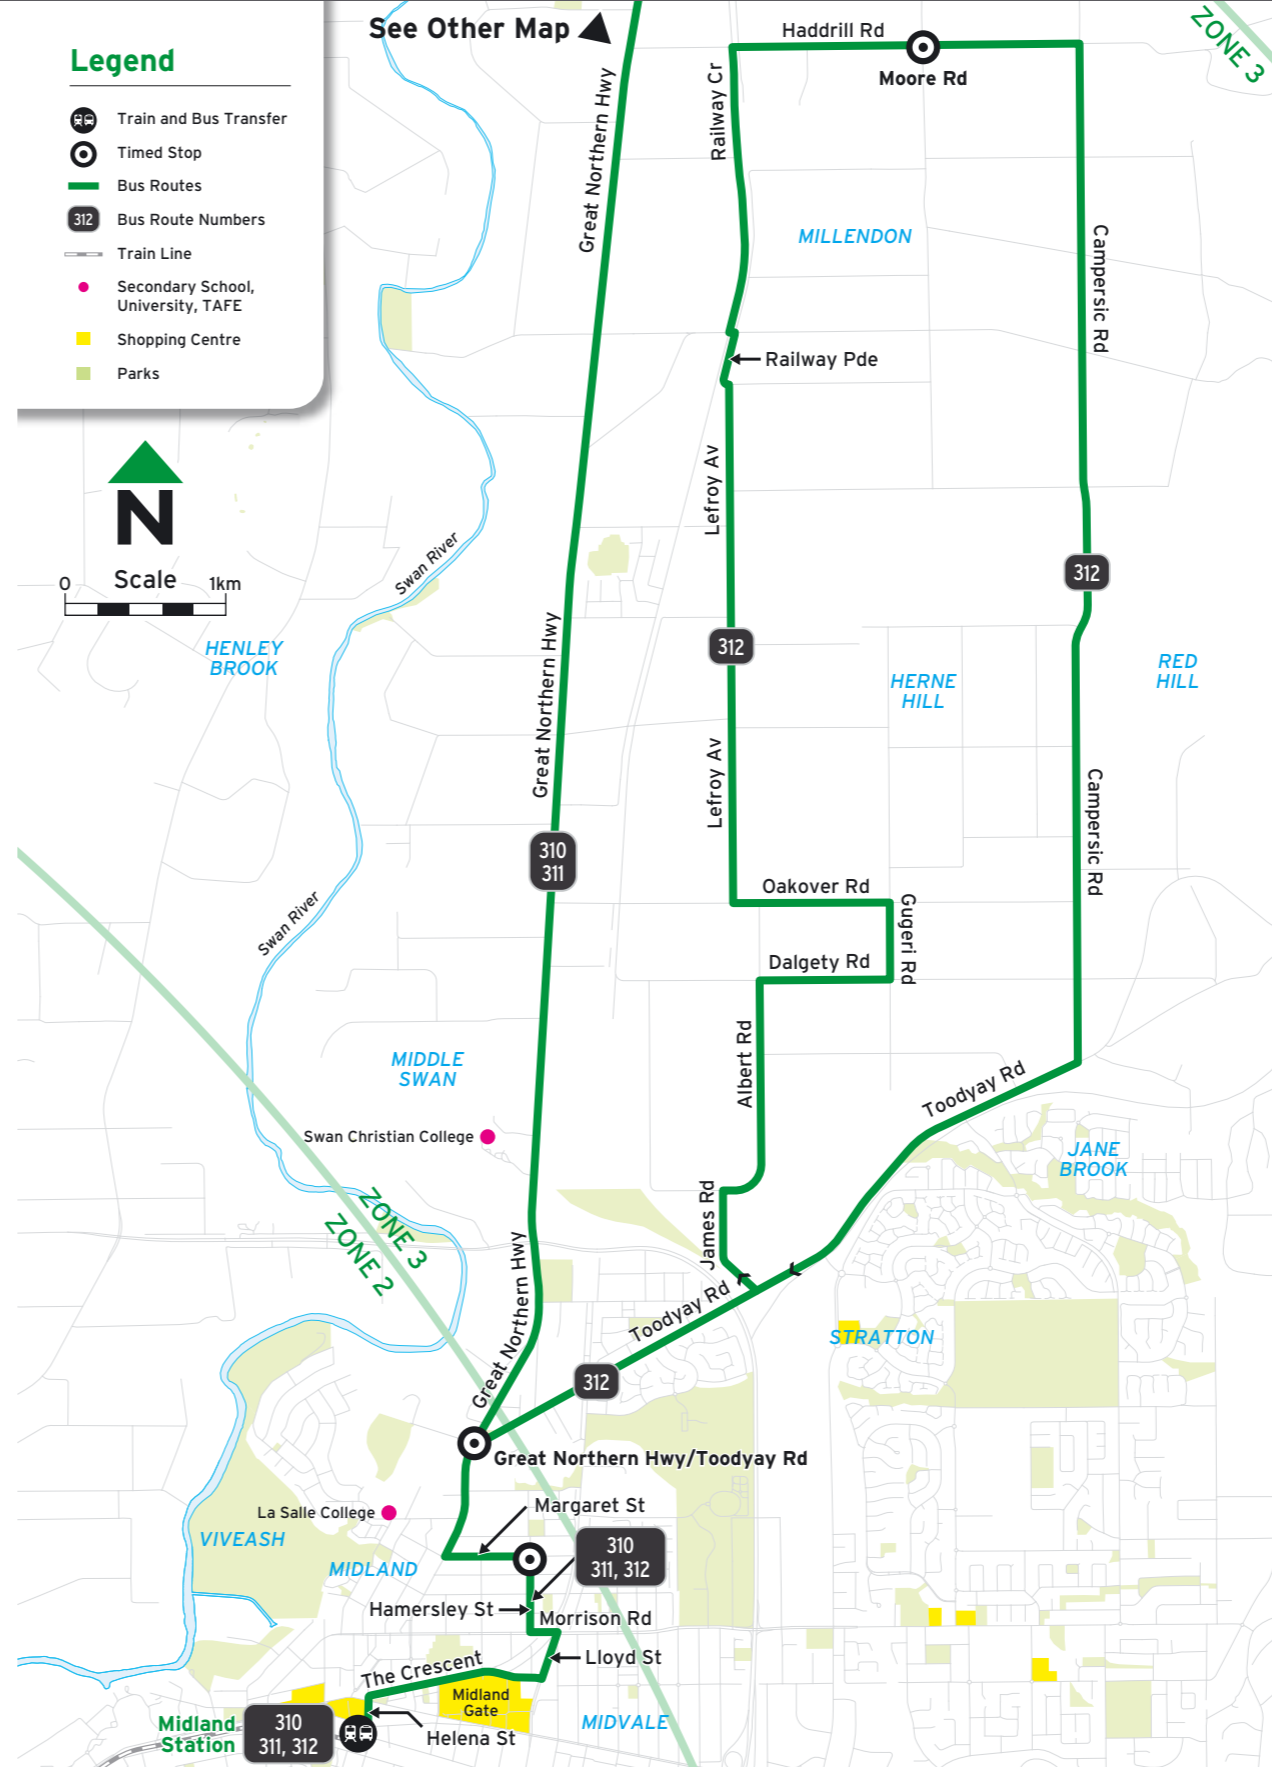 See Other Map
Haddrill Rd
Moore Rd
ZONE 3
Legend
Train and Bus Transfer
Timed Stop
Bus Routes
312
Bus Route Numbers
Train Line
Secondary School,
University, TAFE
Shopping Centre
Parks
Great Northern Hwy
Railway Cr
MILLENDON
Campersic Rd
Railway Pde
N
0 Scale 1km
Lefroy Av
Swan River
312
HENLEY
BROOK
Great Northern Hwy
312
HERNE
HILL
RED
HILL
Lefroy Av
Campersic Rd
310
311
Oakover Rd
Gugeri Rd
Swan River
Dalgety Rd
MIDDLE
SWAN
Albert Rd
Toodyay Rd
Swan Christian College
JANE
BROOK
ZONE 3
ZONE 2
James Rd
Great Northern Hwy
Toodyay Rd
STRATTON
312
Great Northern Hwy/Toodyay Rd
Margaret St
La Salle College
VIVEASH
MIDLAND
310
311, 312
Hamersley St
Morrison Rd
Lloyd St
The Crescent
Midland
Gate
MIDVALE
Midland
Station
310
311, 312
Helena St